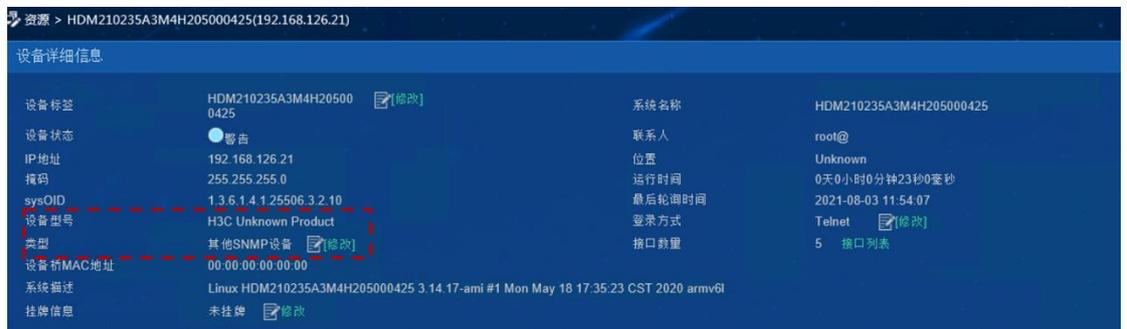 资源 > HDM210235A3M4H205000425(192.168.126.21)
设备详细信息
设备标签 HDM210235A3M4H20500 [修改] 系统名称 HDM210235A3M4H205000425
0425
设备状态 警告 联系人 root@
IP地址 192.168.126.21 位置 Unknown
掩码 255.255.255.0 运行时间 0天0小时0分钟23秒0毫秒
sysOID 1.3.6.1.4.1.25506.3.2.10 最后轮询时间 2021-08-03 11:54:07
设备型号 H3C Unknown Product 登录方式 Telnet [修改]
类型 其他SNMP设备 [修改] 接口数量 5 接口列表
设备桥MAC地址 00:00:00:00:00:00
系统描述 Linux HDM210235A3M4H205000425 3.14.17-ami #1 Mon May 18 17:35:23 CST 2020 armv6l
挂牌信息 未挂牌 修改